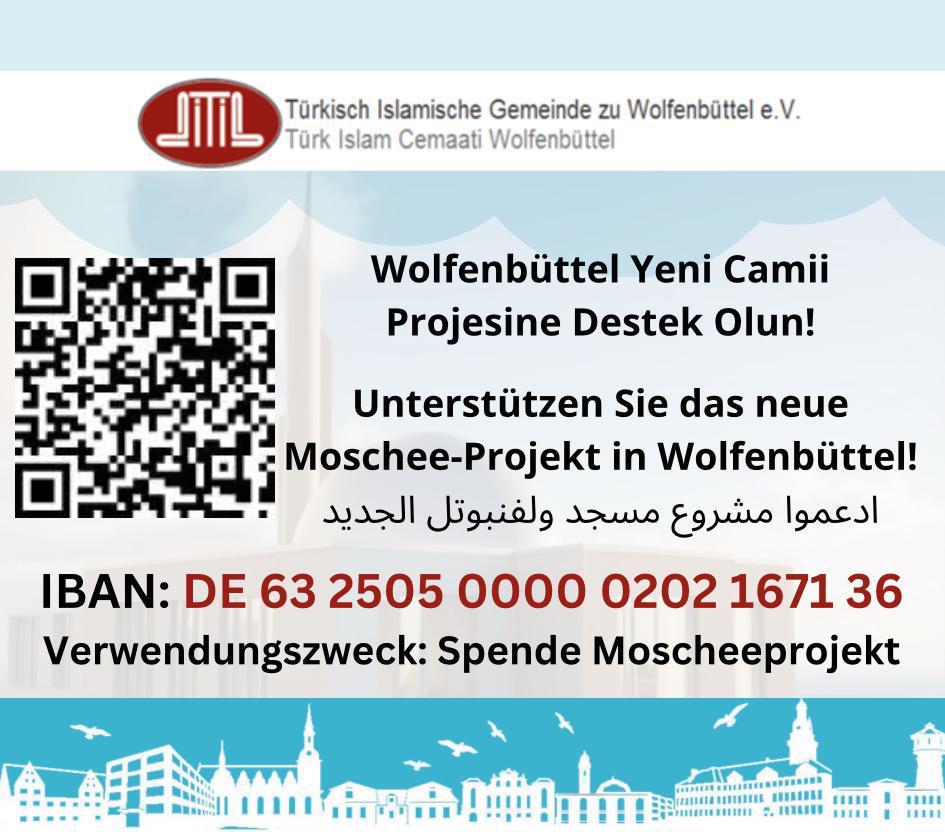 DITIB
Türkisch Islamische Gemeinde zu Wolfenbüttel e.V.
Türk Islam Cemaati Wolfenbüttel
Wolfenbüttel Yeni Camii
Projesine Destek Olun!
Unterstützen Sie das neue
Moschee-Projekt in Wolfenbüttel!
ادعموا مشروع مسجد ولفنبوتل الجديد
IBAN: DE 63 2505 0000 0202 1671 36
Verwendungszweck: Spende Moscheeprojekt